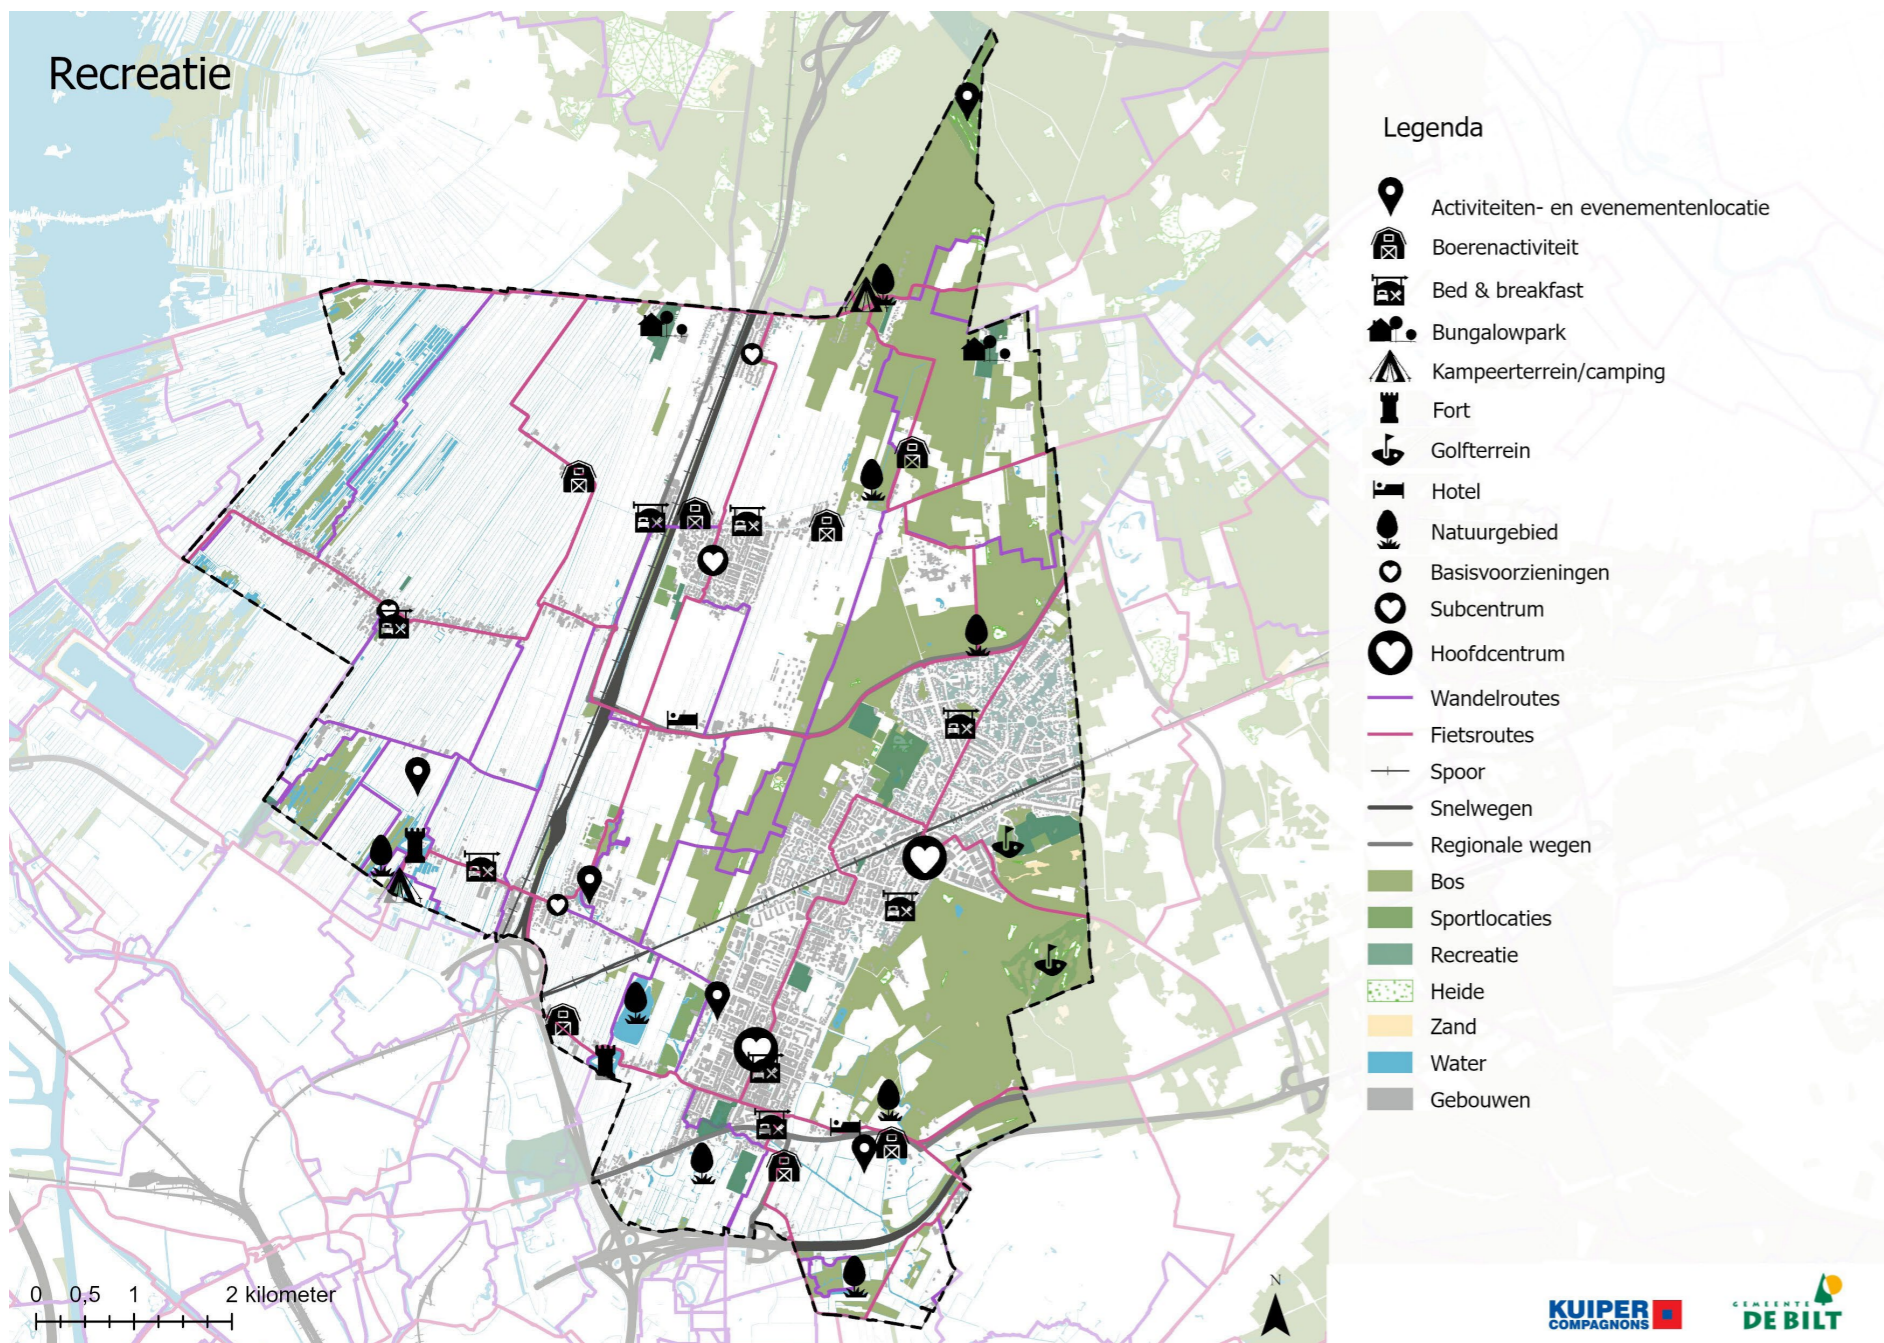 Recreatie
Legenda
Activiteiten- en evenementenlocatie
Boerenactiviteit
Bed & breakfast
Bungalowpark
Kampeerterrein/camping
Fort
Golfterrein
Hotel
Natuurgebied
Basisvoorzieningen
Subcentrum
Hoofdcentrum
Wandelroutes
Fietsroutes
Spoor
Snelwegen
Regionale wegen
Bos
Sportlocaties
Recreatie
Heide
Zand
Water
Gebouwen
0 0,5 1 2 kilometer
N
KUIPER
COMPAGNONS
GEMEENTE
DE BILT